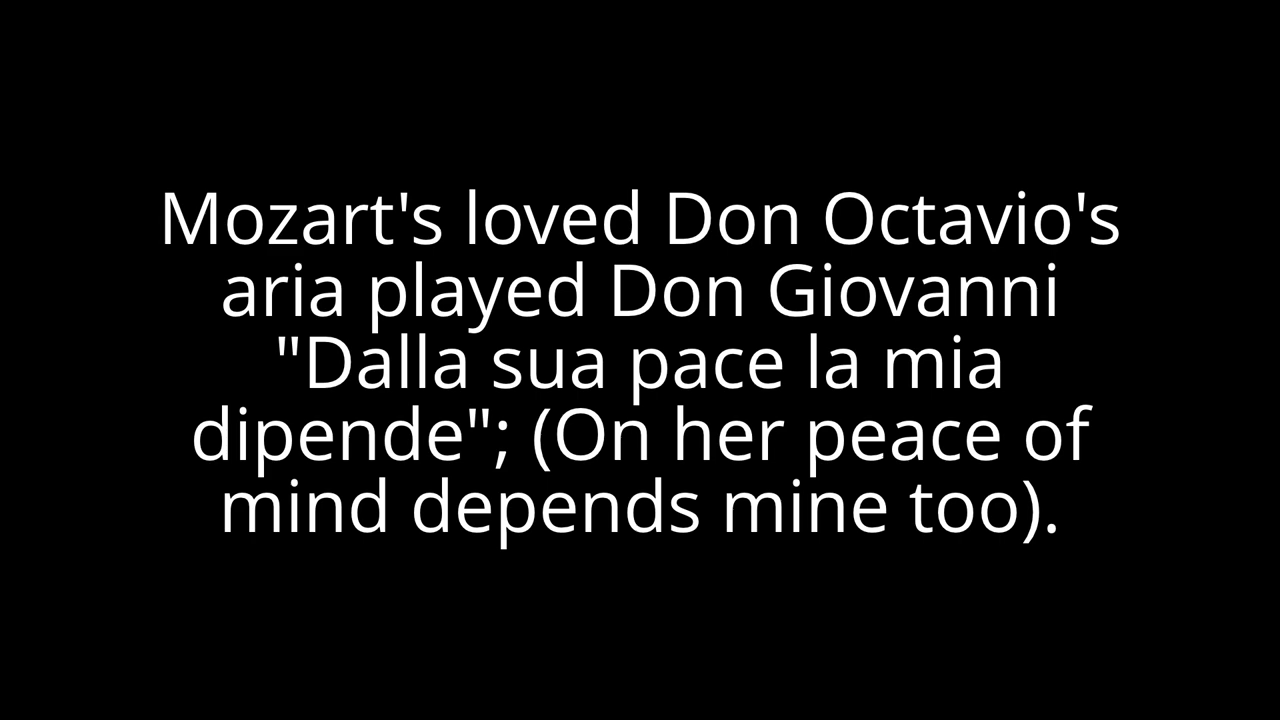 Mozart's loved Don Octavio's
aria played Don Giovanni
"Dalla sua pace la mia
dipende"; (On her peace of
mind depends mine too).